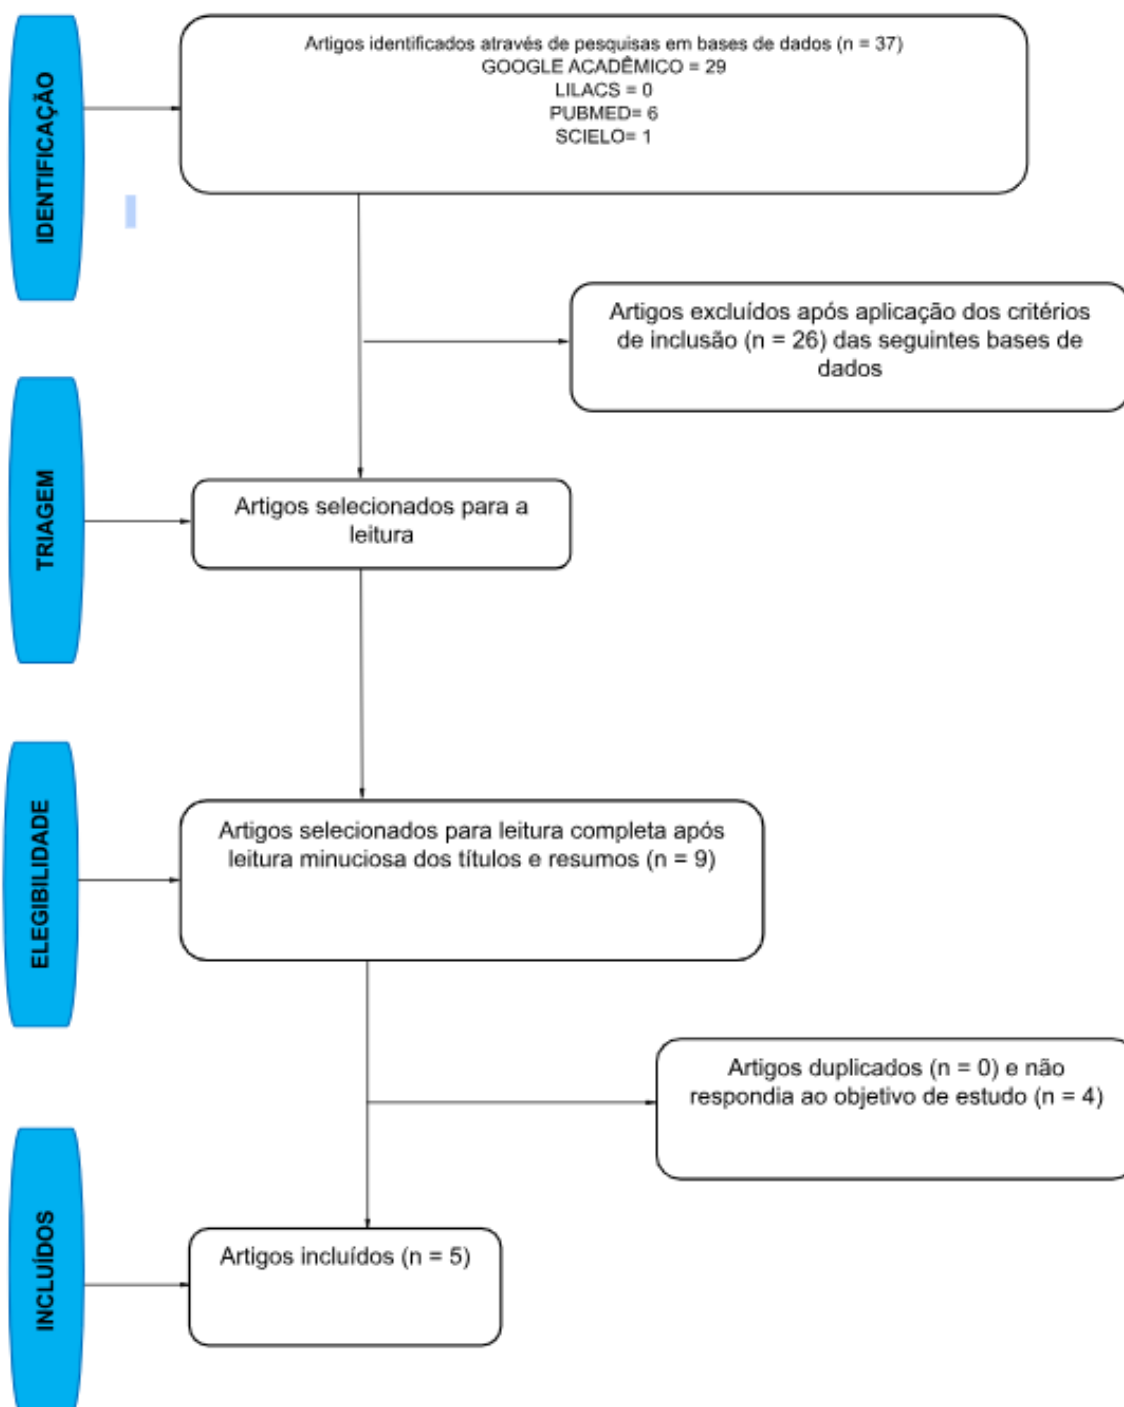 IDENTIFICAÇÃO
Artigos identificados através de pesquisas em bases de dados (n = 37)
GOOGLE ACADÊMICO = 29
LILACS = 0
PUBMED= 6
SCIELO= 1
Artigos excluídos após aplicação dos critérios
de inclusão (n = 26) das seguintes bases de
dados
TRIAGEM
Artigos selecionados para a
leitura
ELEGIBILIDADE
Artigos selecionados para leitura completa após
leitura minuciosa dos títulos e resumos (n = 9)
Artigos duplicados (n = 0) e não
respondia ao objetivo de estudo (n = 4)
INCLUÍDOS
Artigos incluídos (n = 5)